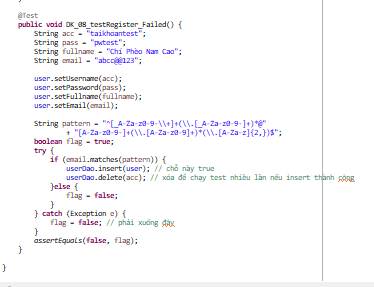 @Test
public void DK_08_testRegister_Failed() {
String acc = "taikhoantest";
String pass = "pwtest";
String fullname = "Chí Phèo Nam Cao";
String email = "abcc@@123";
user.setUsername(acc);
user.setPassword(pass);
user.setFullname(fullname);
user.setEmail(email);
String pattern = "^[_A-Za-z0-9-\\+]+(\\.[_A-Za-z0-9-]+)*@"
+ "[A-Za-z0-9-]+(\\.[A-Za-z0-9]+)*(\\.[A-Za-z]{2,})$";
boolean flag = true;
try {
if (email.matches(pattern)) {
userDao.insert(user); // chỗ này true
userDao.delete(acc); // xóa để chạy test nhiều lần nếu insert thành công
}else {
flag = false;
}
} catch (Exception e) {
flag = false; // phải xuống đây
}
assertEquals(false, flag);
}
}